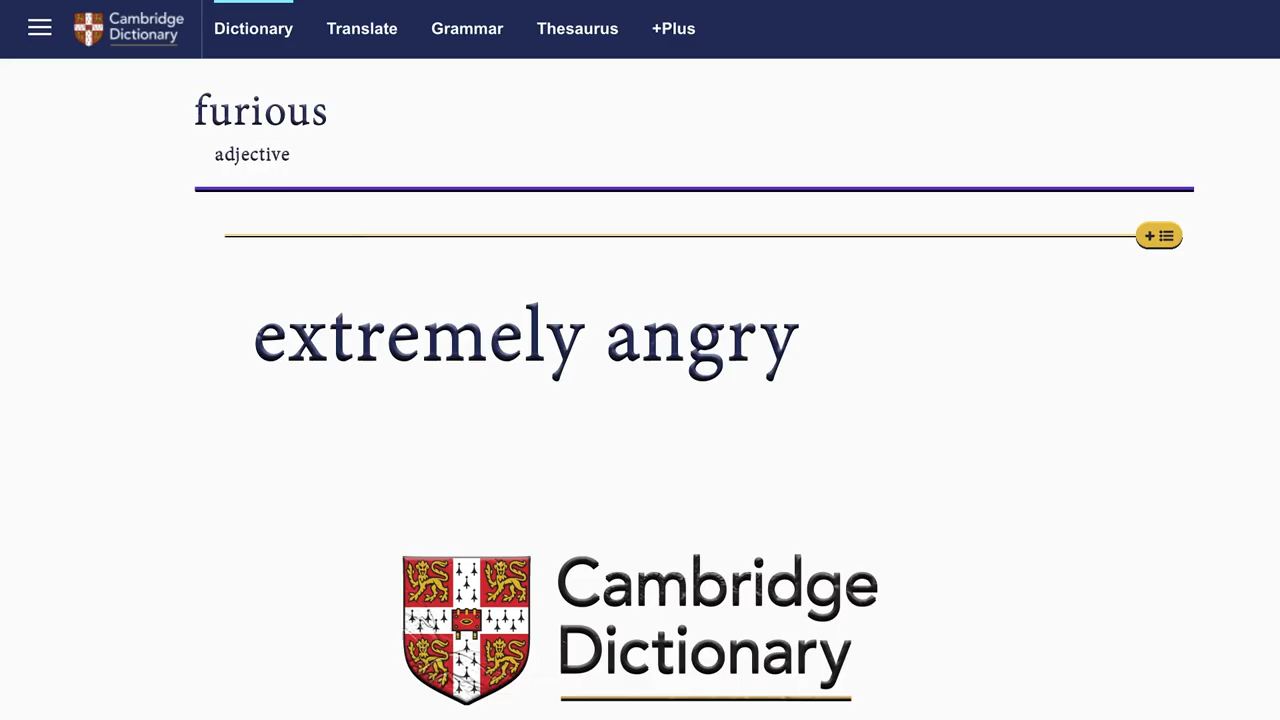 Cambridge
Dictionary
Dictionary Translate Grammar Thesaurus +Plus
furious
adjective
extremely angry
Cambridge
Dictionary